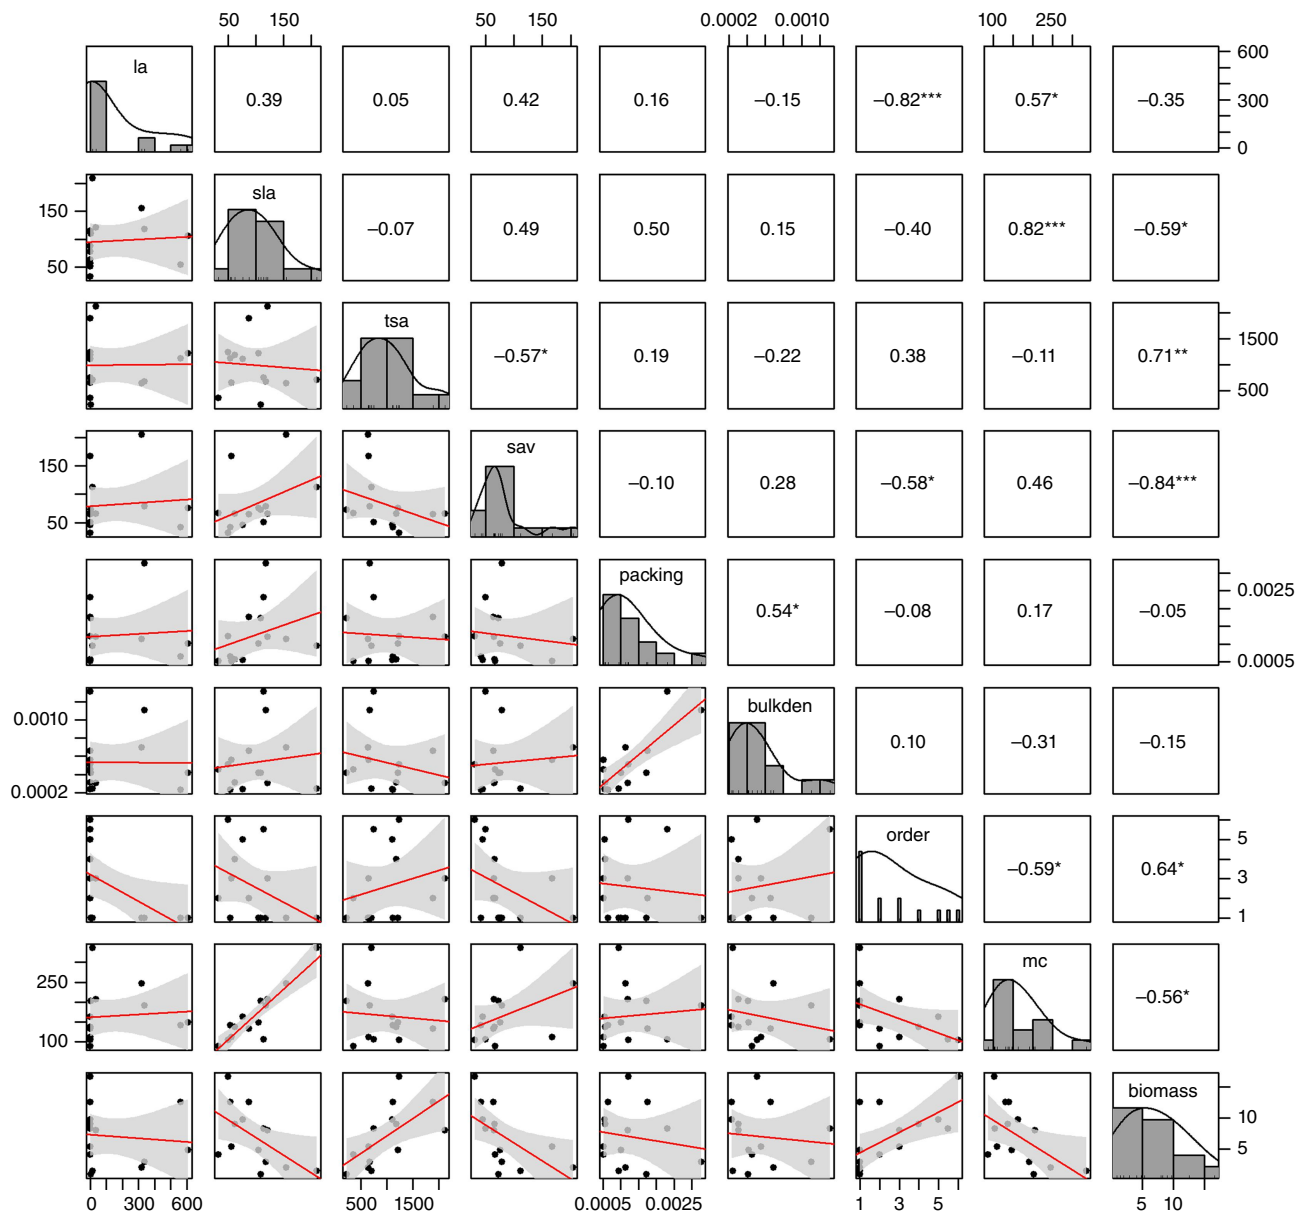 50 150 50 150 0.0002 0.0010 100 250
la 0.39 0.05 0.42 0.16 −0.15 −0.82*** 0.57* −0.35 600 300 0
150 50 sla −0.07 0.49 0.50 0.15 −0.40 0.82*** −0.59*
tsa −0.57* 0.19 −0.22 0.38 −0.11 0.71** 1500 500
150 50 sav −0.10 0.28 −0.58* 0.46 −0.84***
packing 0.54* −0.08 0.17 −0.05 0.0025 0.0005
0.0010 0.0002 bulkden 0.10 −0.31 −0.15
order −0.59* 0.64* 5 3 1
250 100 mc −0.56*
biomass 10 5
0 300 600 500 1500 0.0005 0.0025 1 3 5 5 10